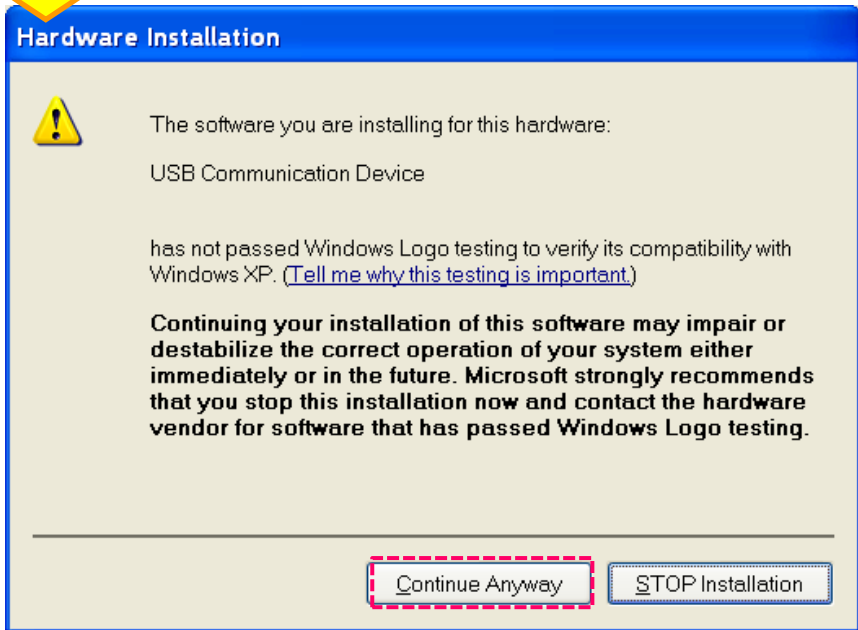 Hardware Installation
The software you are installing for this hardware:
USB Communication Device
has not passed Windows Logo testing to verify its compatibility with
Windows XP. (Tell me why this testing is important.)
Continuing your installation of this software may impair or
destabilize the correct operation of your system either
immediately or in the future. Microsoft strongly recommends
that you stop this installation now and contact the hardware
vendor for software that has passed Windows Logo testing.
Continue Anyway
STOP Installation